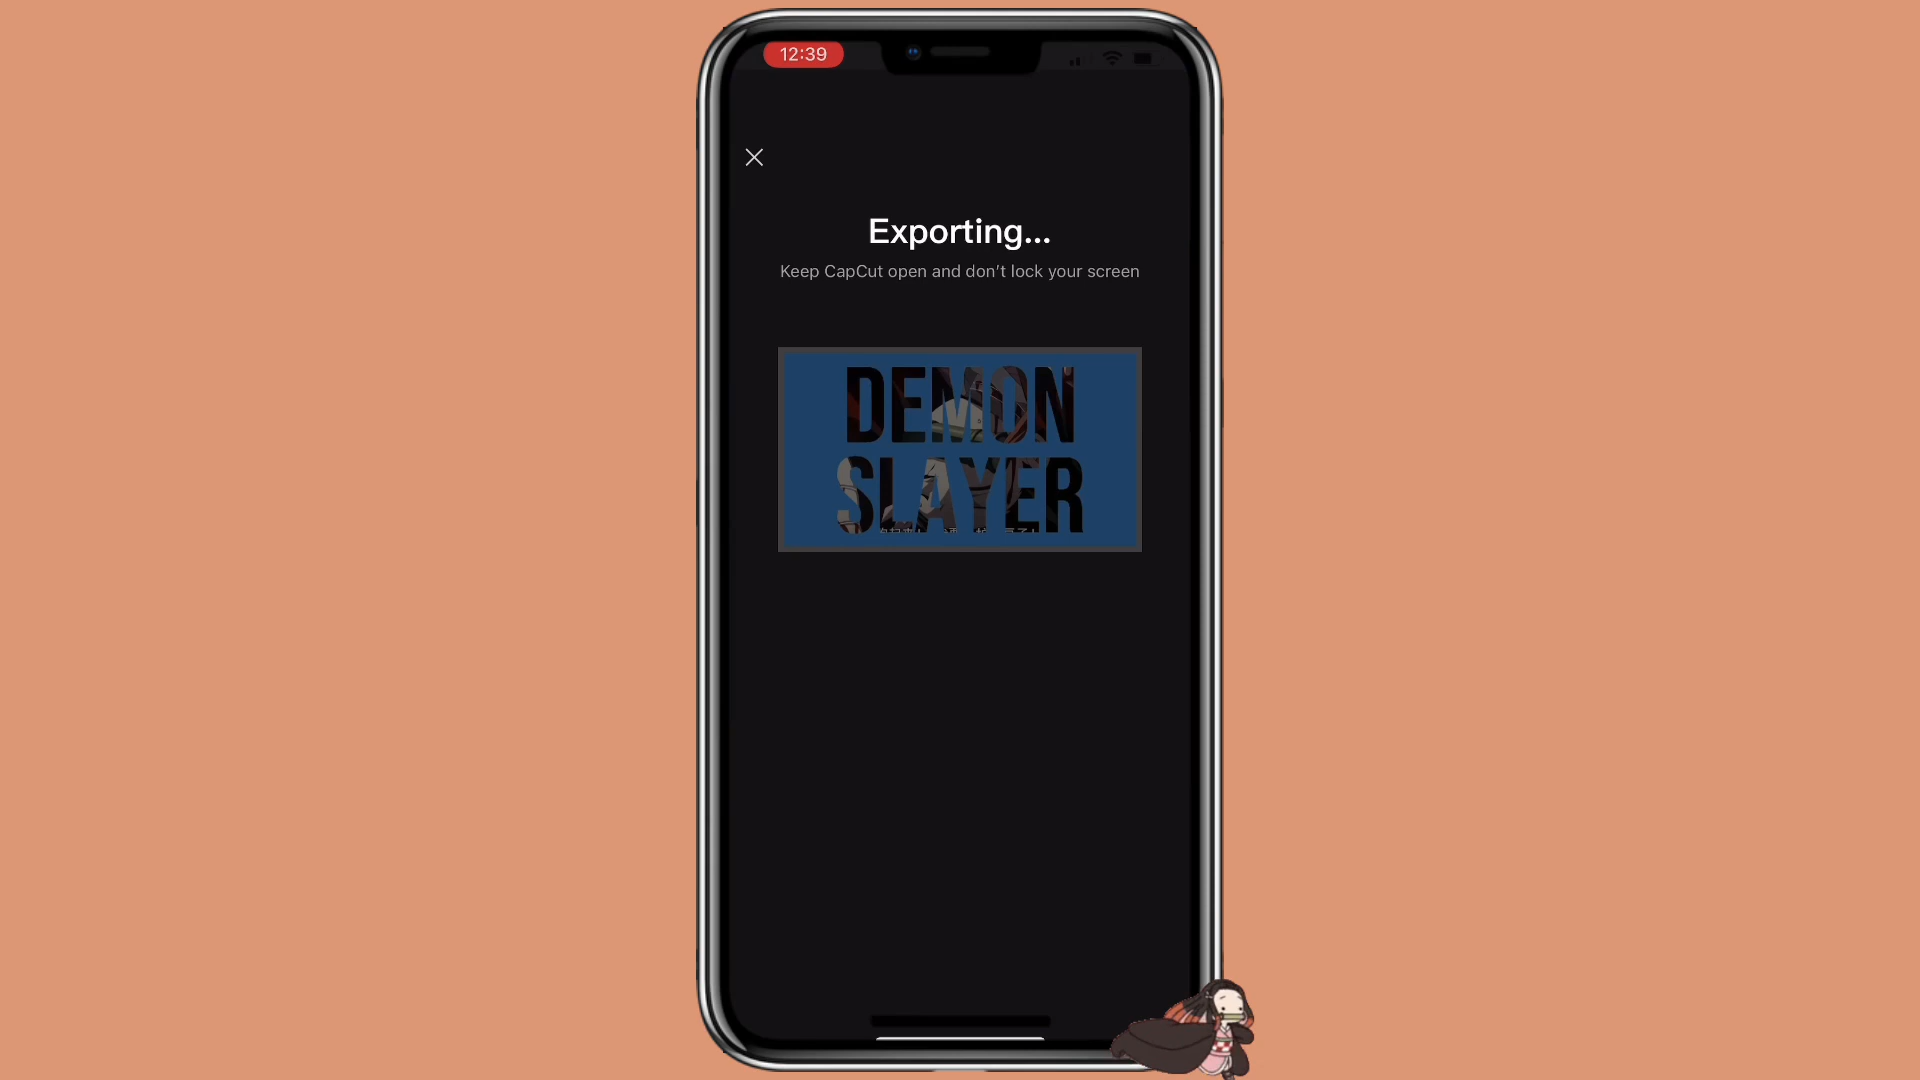 12:39
Exporting...
Keep CapCut open and don't lock your screen
DEMON
SLAYER